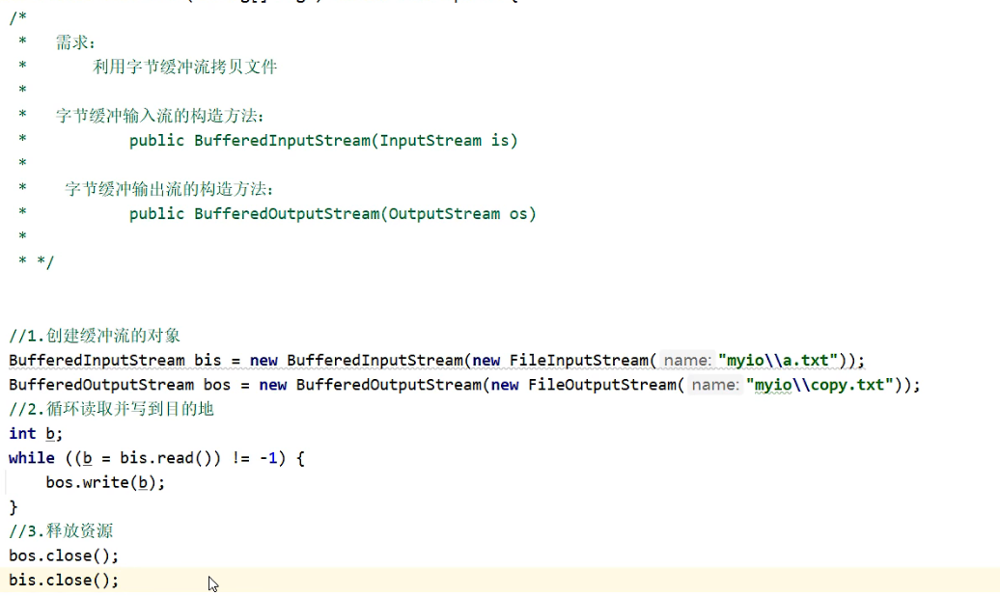 /*
*   需求：
*       利用字节缓冲流拷贝文件
*
*   字节缓冲输入流的构造方法：
*           public BufferedInputStream(InputStream is)
*
*    字节缓冲输出流的构造方法：
*           public BufferedOutputStream(OutputStream os)
*
* */
//1.创建缓冲流的对象
BufferedInputStream bis = new BufferedInputStream(new FileInputStream( name: "myio\\a.txt"));
BufferedOutputStream bos = new BufferedOutputStream(new FileOutputStream( name: "myio\\copy.txt"));
//2.循环读取并写到目的地
int b;
while ((b = bis.read()) != -1) {
    bos.write(b);
}
//3.释放资源
bos.close();
bis.close();